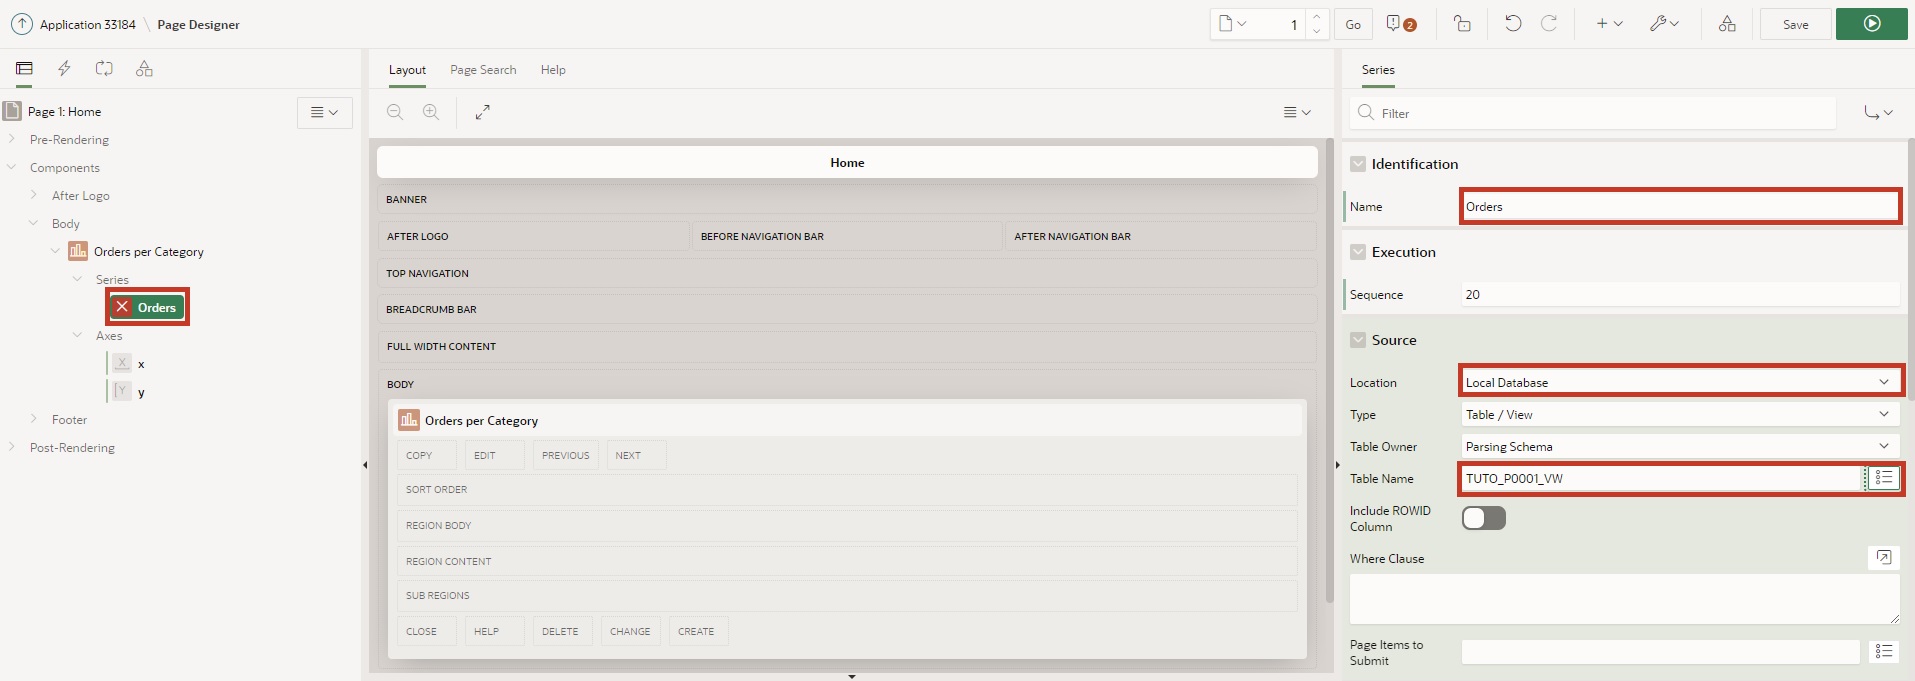 Application 33184 \ Page Designer
1
Go
2
Save
Page 1: Home
Pre-Rendering
Components
After Logo
Body
Orders per Category
Series
Orders
Axes
X x
Y y
Footer
Post-Rendering
Layout Page Search Help
Home
BANNER
AFTER LOGO BEFORE NAVIGATION BAR AFTER NAVIGATION BAR
TOP NAVIGATION
BREADCRUMB BAR
FULL WIDTH CONTENT
BODY
Orders per Category
COPY EDIT PREVIOUS NEXT
SORT ORDER
REGION BODY
REGION CONTENT
SUB REGIONS
CLOSE HELP DELETE CHANGE CREATE
Series
Filter
Identification
Name Orders
Execution
Sequence 20
Source
Location Local Database
Type Table / View
Table Owner Parsing Schema
Table Name TUTO_P0001_VW
Include ROWID
Column
Where Clause
Page Items to
Submit